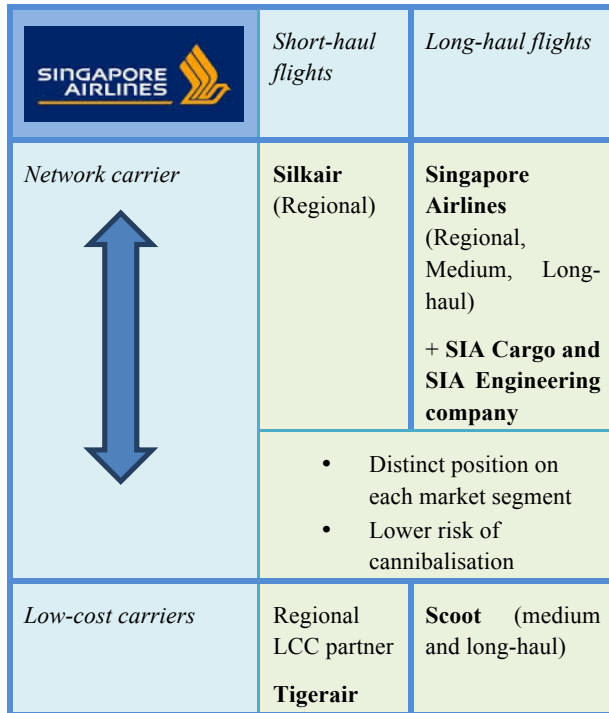 SINGAPORE
AIRLINES
Short-haul
flights
Long-haul flights
Network carrier
Silkair
(Regional)
Singapore
Airlines
(Regional,
Medium, Long-
haul)
+ SIA Cargo and
SIA Engineering
company
• Distinct position on
each market segment
• Lower risk of
cannibalisation
Low-cost carriers
Regional
LCC partner
Tigerair
Scoot (medium
and long-haul)